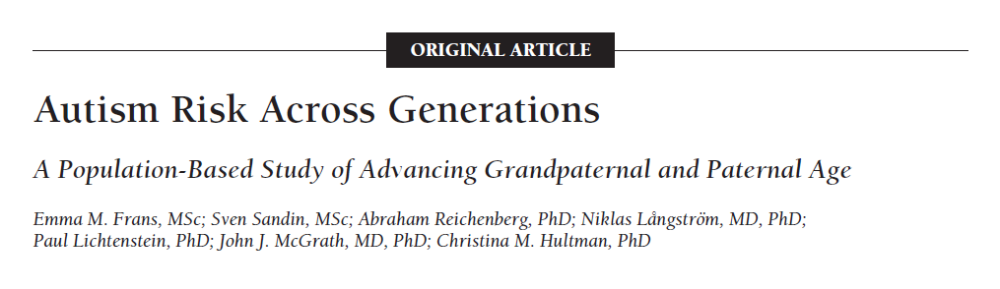 ORIGINAL ARTICLE
Autism Risk Across Generations
A Population-Based Study of Advancing Grandpaternal and Paternal Age
Emma M. Frans, MSc; Sven Sandin, MSc; Abraham Reichenberg, PhD; Niklas Långström, MD, PhD;
Paul Lichtenstein, PhD; John J. McGrath, MD, PhD; Christina M. Hultman, PhD